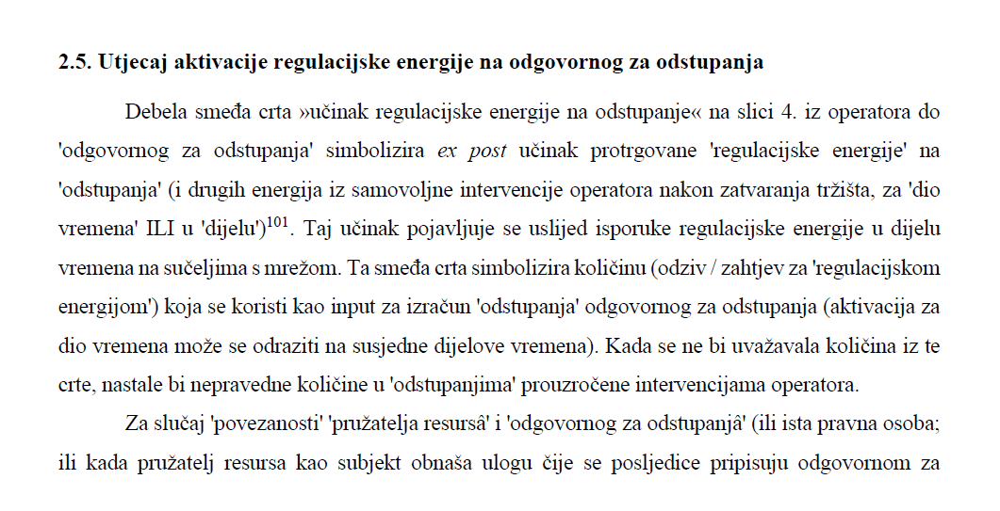 2.5. Utjecaj aktivacije regulacijske energije na odgovornog za odstupanja
Debela smeđa crta »učinak regulacijske energije na odstupanje« na slici 4. iz operatora do
'odgovornog za odstupanja' simbolizira ex post učinak protrgovane 'regulacijske energije' na
'odstupanja' (i drugih energija iz samovoljne intervencije operatora nakon zatvaranja tržišta, za 'dio
vremena' ILI u 'dijelu')101. Taj učinak pojavljuje se uslijed isporuke regulacijske energije u dijelu
vremena na sučeljima s mrežom. Ta smeđa crta simbolizira količinu (odziv / zahtjev za 'regulacijskom
energijom') koja se koristi kao input za izračun 'odstupanja' odgovornog za odstupanja (aktivacija za
dio vremena može se odraziti na susjedne dijelove vremena). Kada se ne bi uvažavala količina iz te
crte, nastale bi nepravedne količine u 'odstupanjima' prouzročene intervencijama operatora.
Za slučaj 'povezanosti' 'pružatelja resursâ' i 'odgovornog za odstupanjâ' (ili ista pravna osoba;
ili kada pružatelj resursa kao subjekt obnaša ulogu čije se posljedice pripisuju odgovornom za